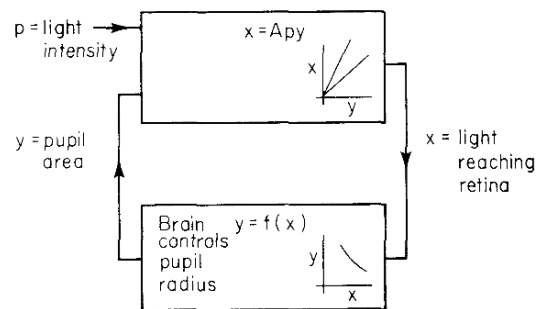 p = light
intensity
x = Apy
x
y
y = pupil
area
x = light
reaching
retina
Brain y = f(x)
controls
pupil
radius
y
x